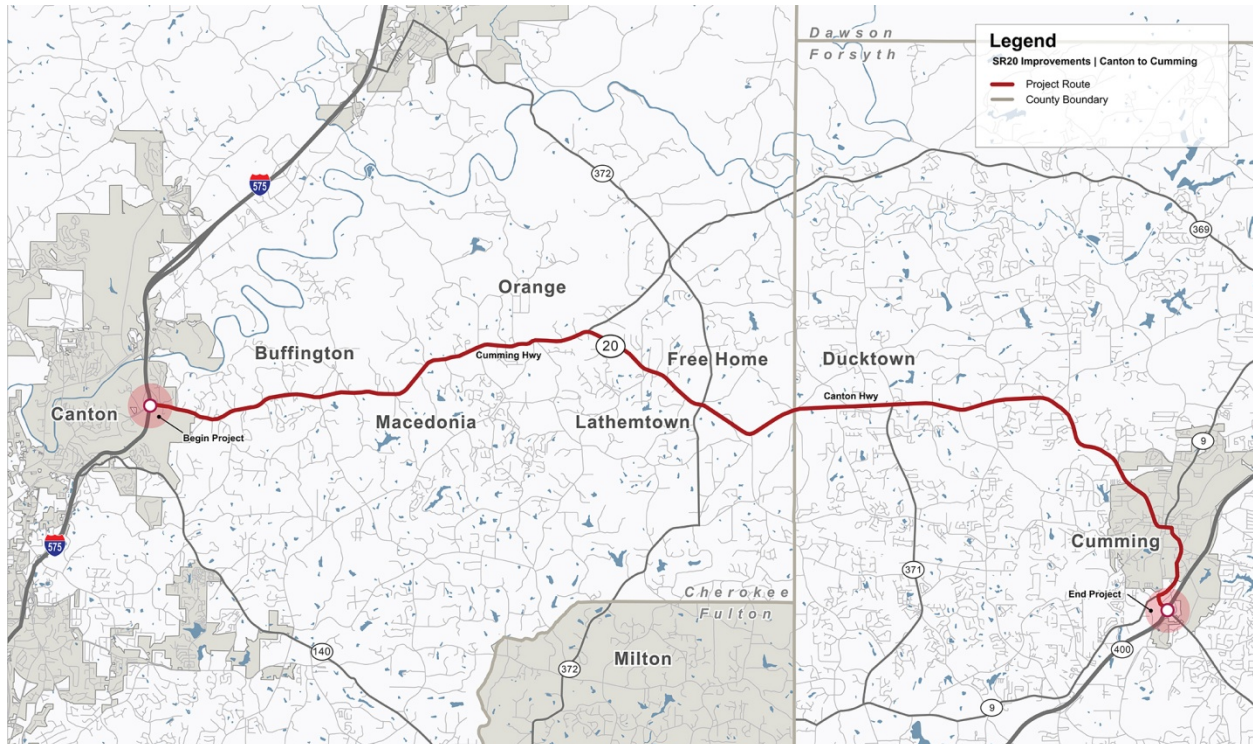 Dawson
Forsyth
Legend
SR20 Improvements | Canton to Cumming
Project Route
County Boundary
575
372
369
Orange
Buffington
Cumming Hwy
20
Free Home
Ducktown
Canton
Begin Project
Macedonia
Lathemtown
Canton Hwy
9
575
Cumming
371
Cherokee
Fulton
End Project
140
372
Milton
400
9